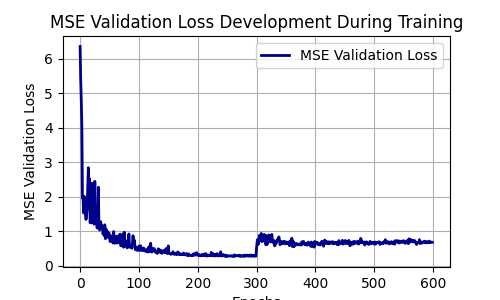 MSE Validation Loss Development During Training
MSE Validation Loss
MSE Validation Loss
6
5
4
3
2
1
0
0 100 200 300 400 500 600
Epochs